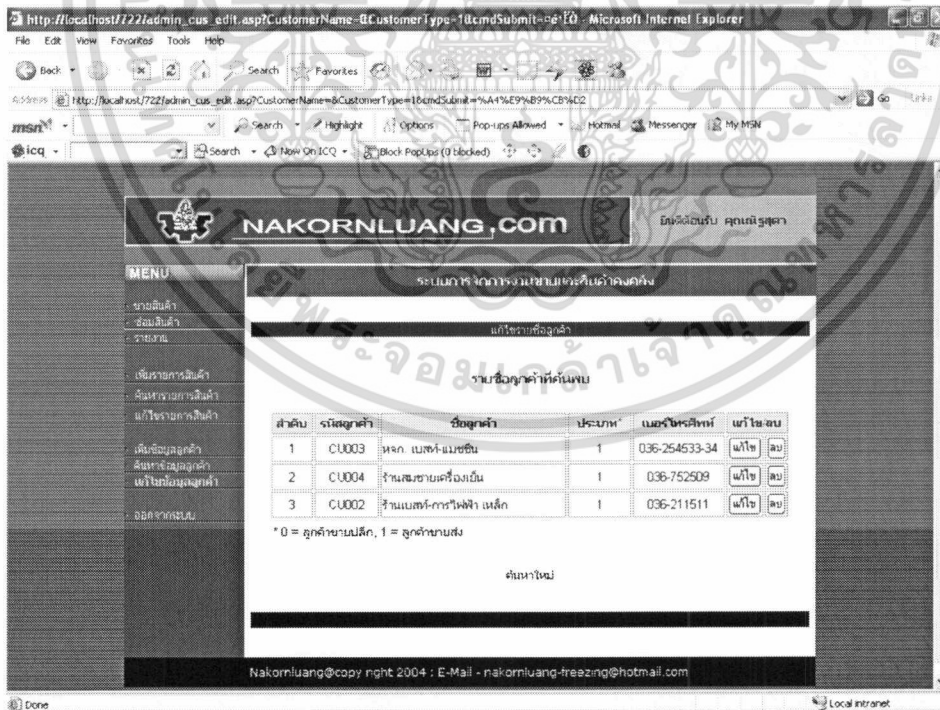 http://localhost/722/admin_cus_edit.asp?CustomerName=&CustomerType=1&cmdSubmit= - Microsoft Internet Explorer
File Edit View Favorites Tools Help
Back Search Favorites
Address http://localhost/722/admin_cus_edit.asp?CustomerName=&CustomerType=1&cmdSubmit=%A4%E9%B9%CB%D2 Go Links
msn Search Highlight Options Pop-ups Allowed Hotmail Messenger My MSN
icq Search Now On ICQ Block PopUps (0 blocked)
NAKORNLUANG.com
ยินดีต้อนรับ คุณณิฐสุดา
MENU
ระบบการจัดการงานขายและสินค้าคงคลัง
ขายสินค้า
ซ่อมสินค้า
รายงาน
แก้ไขรายชื่อลูกค้า
เพิ่มรายการสินค้า
ค้นหารายการสินค้า
แก้ไขรายการสินค้า
เพิ่มข้อมูลลูกค้า
ค้นหาข้อมูลลูกค้า
แก้ไขข้อมูลลูกค้า
ออกจากระบบ
รายชื่อลูกค้าที่ค้นพบ
ลำดับ รหัสลูกค้า ชื่อลูกค้า ประเภท* เบอร์โทรศัพท์ แก้ไข/ลบ
1 CU003 หจก. เบสท์-แมชชีน 1 036-254533-34 แก้ไข ลบ
2 CU004 ร้านสมชายเครื่องเย็น 1 036-752509 แก้ไข ลบ
3 CU002 ร้านเบสท์-การไฟฟ้า เหล็ก 1 036-211511 แก้ไข ลบ
* 0 = ลูกค้าขายปลีก, 1 = ลูกค้าขายส่ง
ค้นหาใหม่
Nakornluang@copy right 2004 : E-Mail - nakornluang-freezing@hotmail.com
Done Local intranet